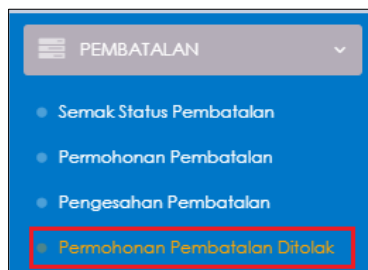 PEMBATALAN
Semak Status Pembatalan
Permohonan Pembatalan
Pengesahan Pembatalan
Permohonan Pembatalan Ditolak